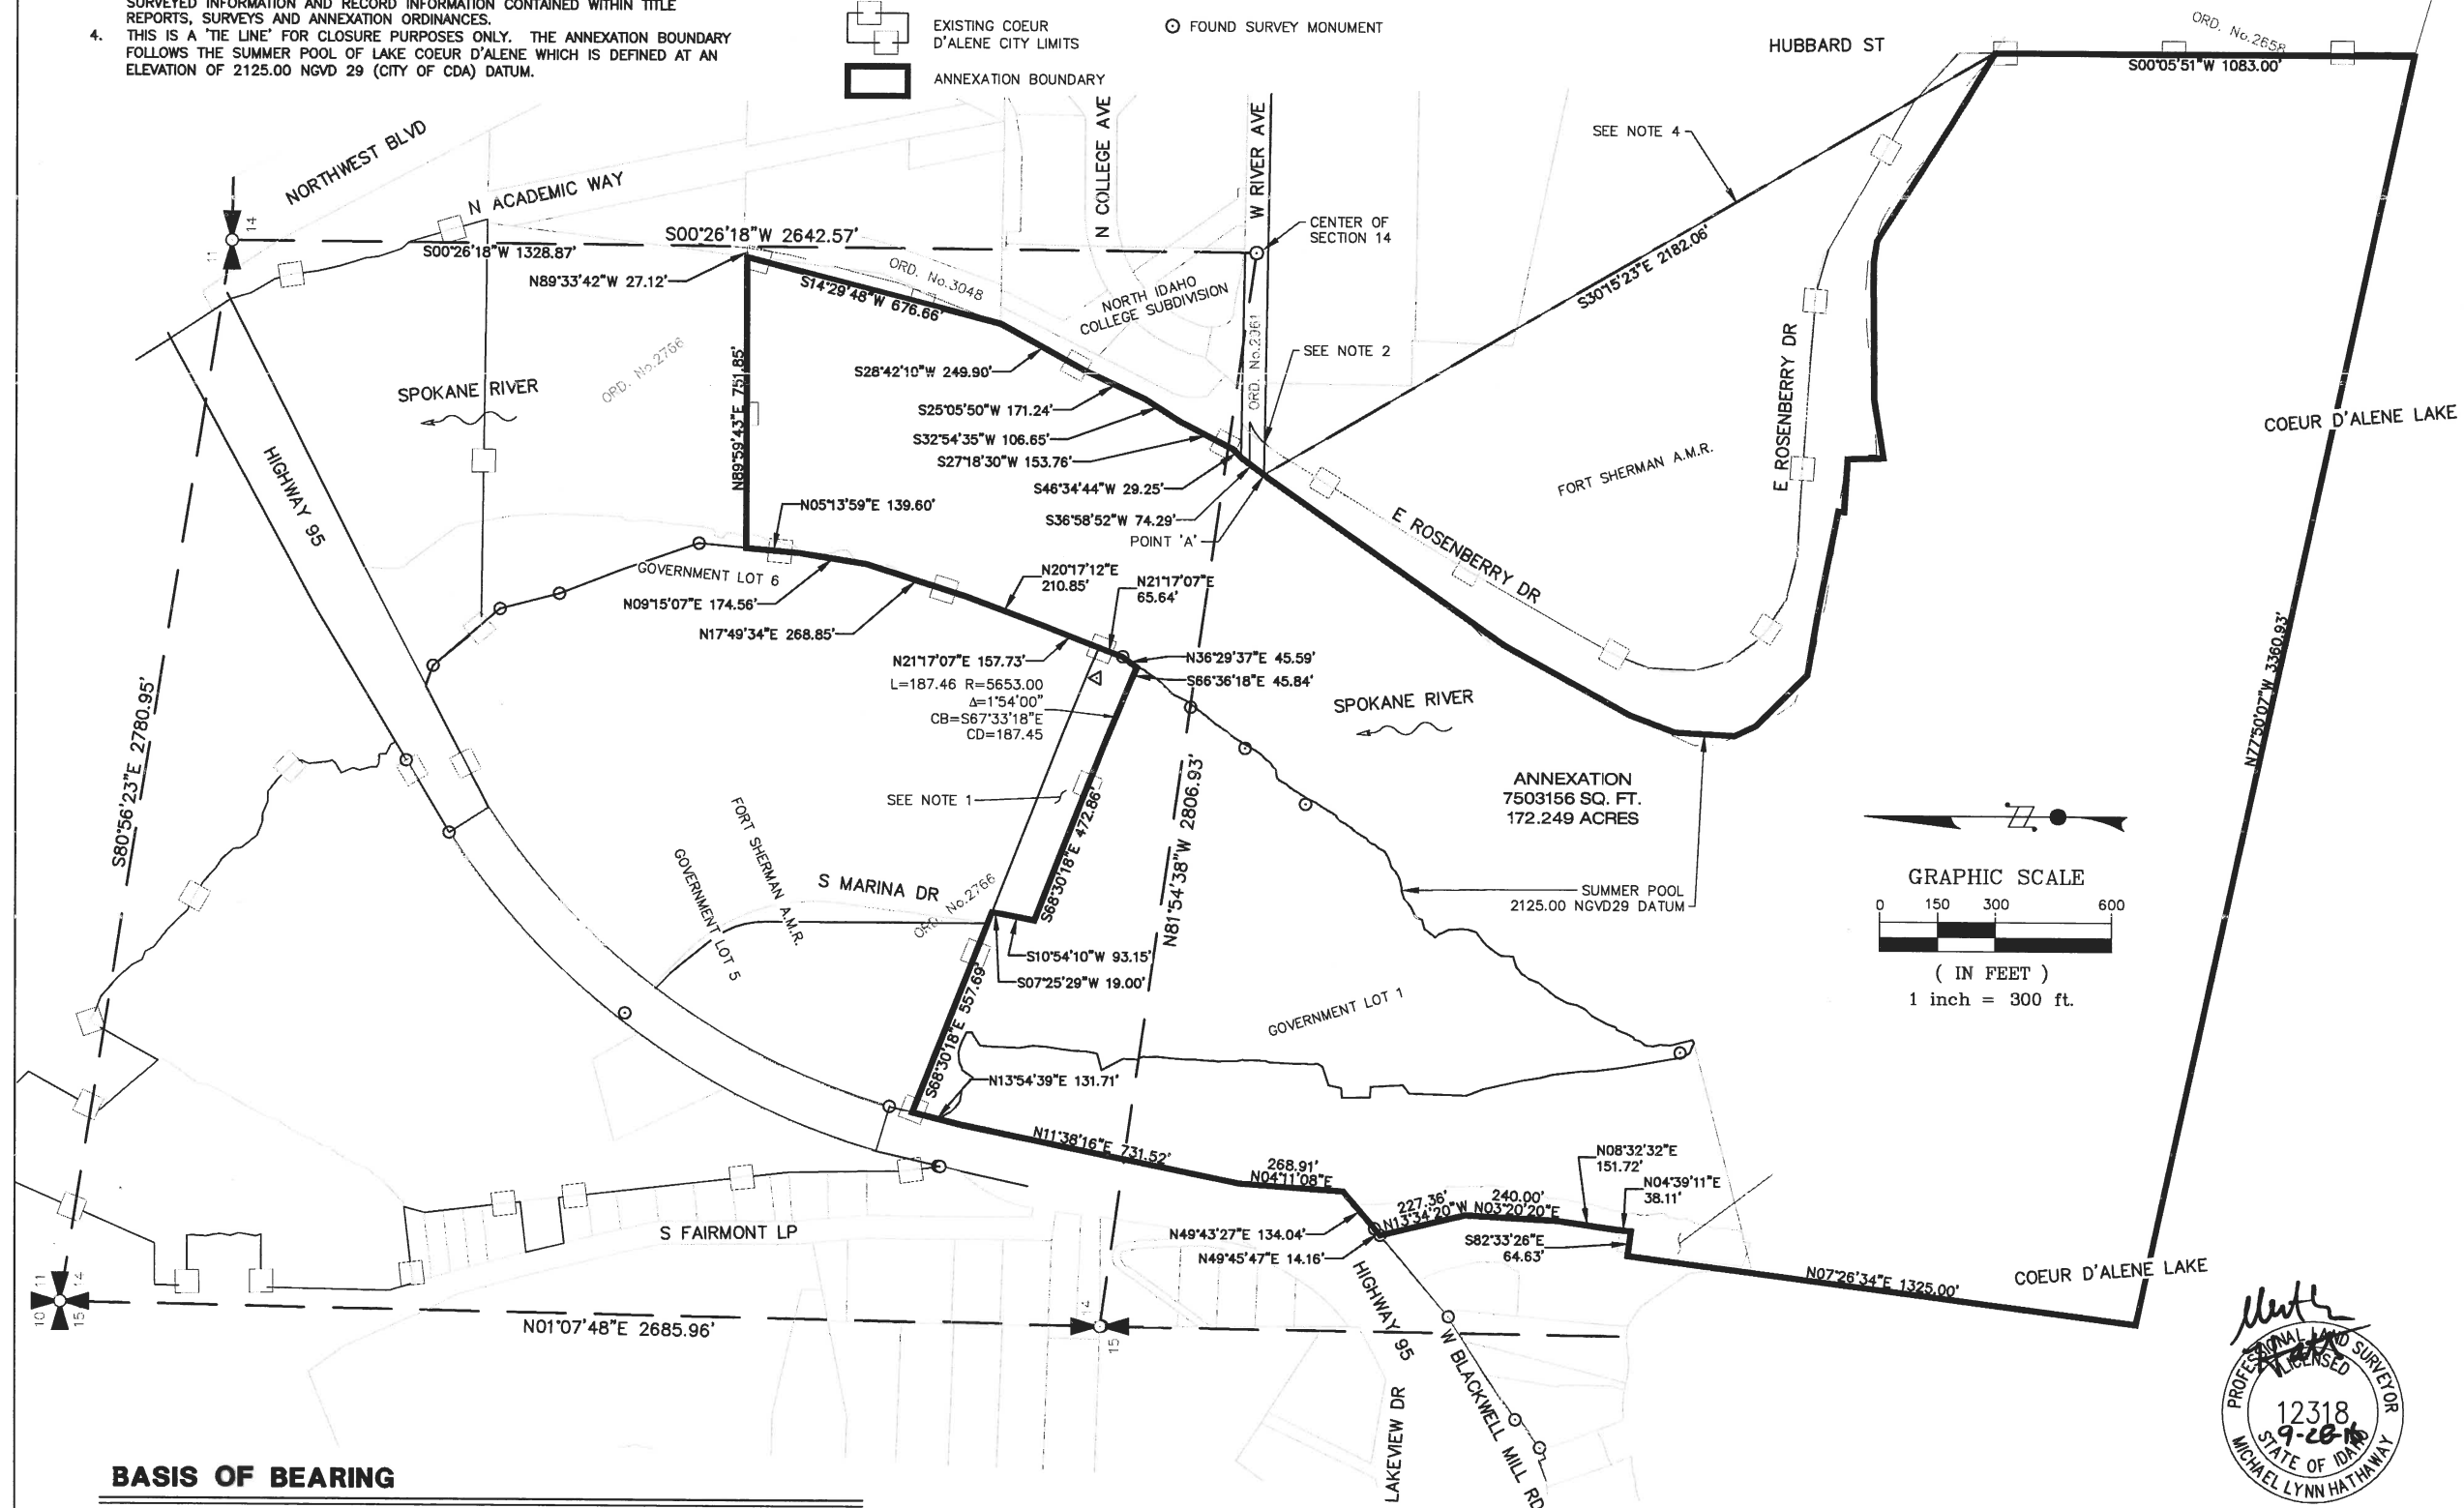 SURVEYED INFORMATION AND RECORD INFORMATION CONTAINED WITHIN TITLE
REPORTS, SURVEYS AND ANNEXATION ORDINANCES.
4. THIS IS A 'TIE LINE' FOR CLOSURE PURPOSES ONLY. THE ANNEXATION BOUNDARY
FOLLOWS THE SUMMER POOL OF LAKE COEUR D'ALENE WHICH IS DEFINED AT AN
ELEVATION OF 2125.00 NGVD 29 (CITY OF CDA) DATUM.
EXISTING COEUR
D'ALENE CITY LIMITS
ANNEXATION BOUNDARY
FOUND SURVEY MONUMENT
HUBBARD ST
ORD. No.2658
S00°05'51"W 1083.00'
NORTHWEST BLVD
N ACADEMIC WAY
N COLLEGE AVE
W RIVER AVE
SEE NOTE 4
14
11
S00°26'18"W 2642.57'
S00°26'18"W 1328.87'
CENTER OF
SECTION 14
N89°33'42"W 27.12'
ORD. No.3048
S14°29'48"W 676.66'
NORTH IDAHO
COLLEGE SUBDIVISION
S30°15'23"E 2182.06'
ORD. No.2766
N89°59'43"E 751.85'
ORD. No.2061
SEE NOTE 2
E ROSENBERRY DR
SPOKANE RIVER
S28°42'10"W 249.90'
S25°05'50"W 171.24'
S32°54'35"W 106.65'
S27°18'30"W 153.76'
S46°34'44"W 29.25'
S36°58'52"W 74.29'
POINT 'A'
COEUR D'ALENE LAKE
FORT SHERMAN A.M.R.
HIGHWAY 95
N05°13'59"E 139.60'
E ROSENBERRY DR
GOVERNMENT LOT 6
N20°17'12"E
210.85'
N21°17'07"E
65.64'
N09°15'07"E 174.56'
N17°49'34"E 268.85'
N21°17'07"E 157.73'
N36°29'37"E 45.59'
S66°36'18"E 45.84'
L=187.46 R=5653.00
Δ=1°54'00"
CB=S67°33'18"E
CD=187.45
SPOKANE RIVER
N77°50'07"W 3360.93'
S80°56'23"E 2780.95'
N81°54'38"W 2806.93'
ANNEXATION
7503156 SQ. FT.
172.249 ACRES
SEE NOTE 1
S68°30'18"E 472.86'
FORT SHERMAN A.M.R.
GOVERNMENT LOT 5
S MARINA DR
ORD. No.2766
SUMMER POOL
2125.00 NGVD29 DATUM
GRAPHIC SCALE
0 150 300 600
( IN FEET )
1 inch = 300 ft.
S10°54'10"W 93.15'
S07°25'29"W 19.00'
S68°30'18"E 557.69'
GOVERNMENT LOT 1
N13°54'39"E 131.71'
N11°38'16"E 731.52'
268.91'
N04°11'08"E
N08°32'32"E
151.72'
N04°39'11"E
38.11'
227.36'
N13°34'20"W
240.00'
N03°20'20"E
N49°43'27"E 134.04'
N49°45'47"E 14.16'
S82°33'26"E
64.63'
N07°26'34"E 1325.00'
COEUR D'ALENE LAKE
S FAIRMONT LP
10 11
15 14
N01°07'48"E 2685.96'
14
15
HIGHWAY 95
W BLACKWELL MILL RD
LAKEVIEW DR
PROFESSIONAL LAND SURVEYOR
LICENSED
12318
STATE OF IDAHO
MICHAEL LYNN HATHAWAY
BASIS OF BEARING